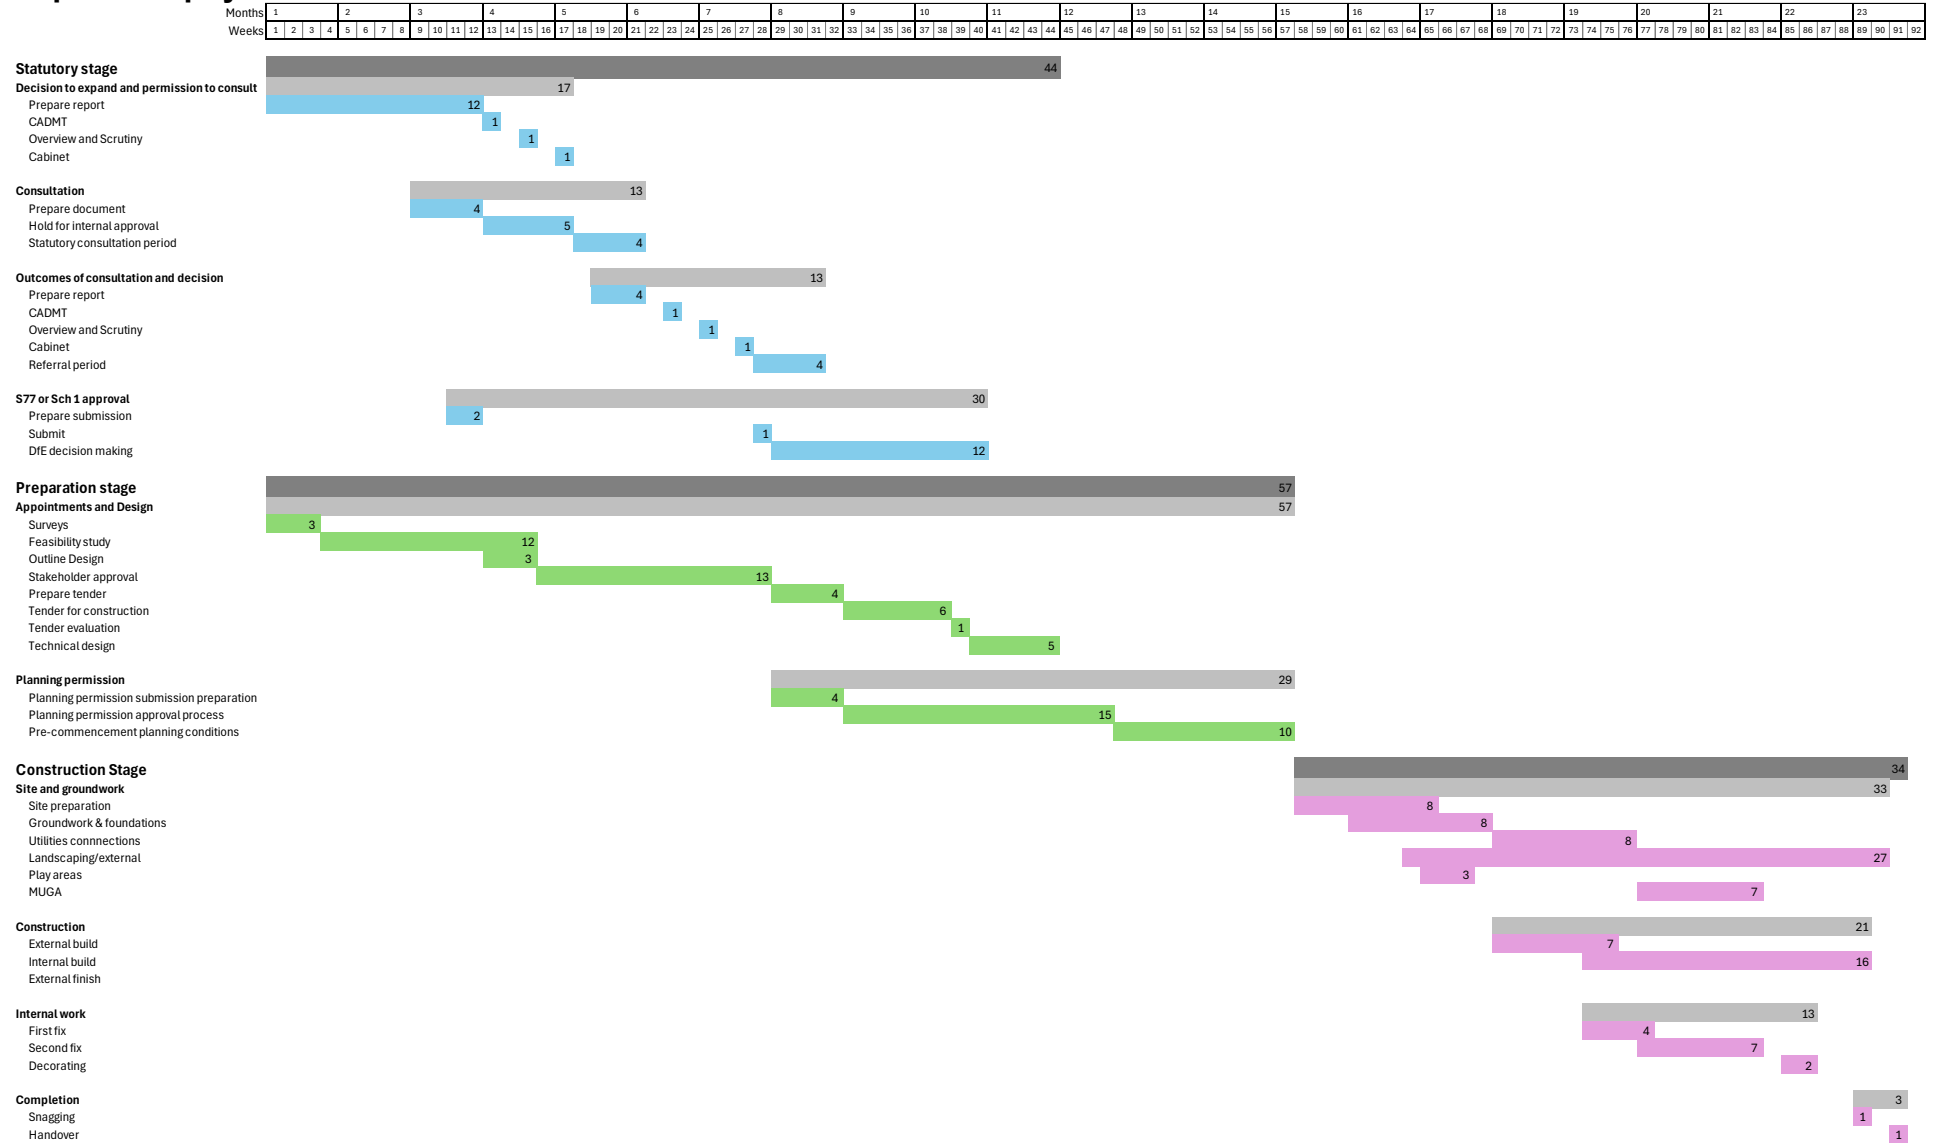 Months 1 2 3 4 5 6 7 8 9 10 11 12 13 14 15 16 17 18 19 20 21 22 23
Weeks 1 2 3 4 5 6 7 8 9 10 11 12 13 14 15 16 17 18 19 20 21 22 23 24 25 26 27 28 29 30 31 32 33 34 35 36 37 38 39 40 41 42 43 44 45 46 47 48 49 50 51 52 53 54 55 56 57 58 59 60 61 62 63 64 65 66 67 68 69 70 71 72 73 74 75 76 77 78 79 80 81 82 83 84 85 86 87 88 89 90 91 92
Statutory stage 44
Decision to expand and permission to consult 17
Prepare report 12
CADMT 1
Overview and Scrutiny 1
Cabinet 1
Consultation 13
Prepare document 4
Hold for internal approval 5
Statutory consultation period 4
Outcomes of consultation and decision 13
Prepare report 4
CADMT 1
Overview and Scrutiny 1
Cabinet 1
Referral period 4
S77 or Sch 1 approval 30
Prepare submission 2
Submit 1
DfE decision making 12
Preparation stage 57
Appointments and Design 57
Surveys 3
Feasibility study 12
Outline Design 3
Stakeholder approval 13
Prepare tender 4
Tender for construction 6
Tender evaluation 1
Technical design 5
Planning permission 29
Planning permission submission preparation 4
Planning permission approval process 15
Pre-commencement planning conditions 10
Construction Stage 34
Site and groundwork 33
Site preparation 8
Groundwork & foundations 8
Utilities connnections 8
Landscaping/external 27
Play areas 3
MUGA 7
Construction 21
External build 7
Internal build 16
External finish
Internal work 13
First fix 4
Second fix 7
Decorating 2
Completion 3
Snagging 1
Handover 1